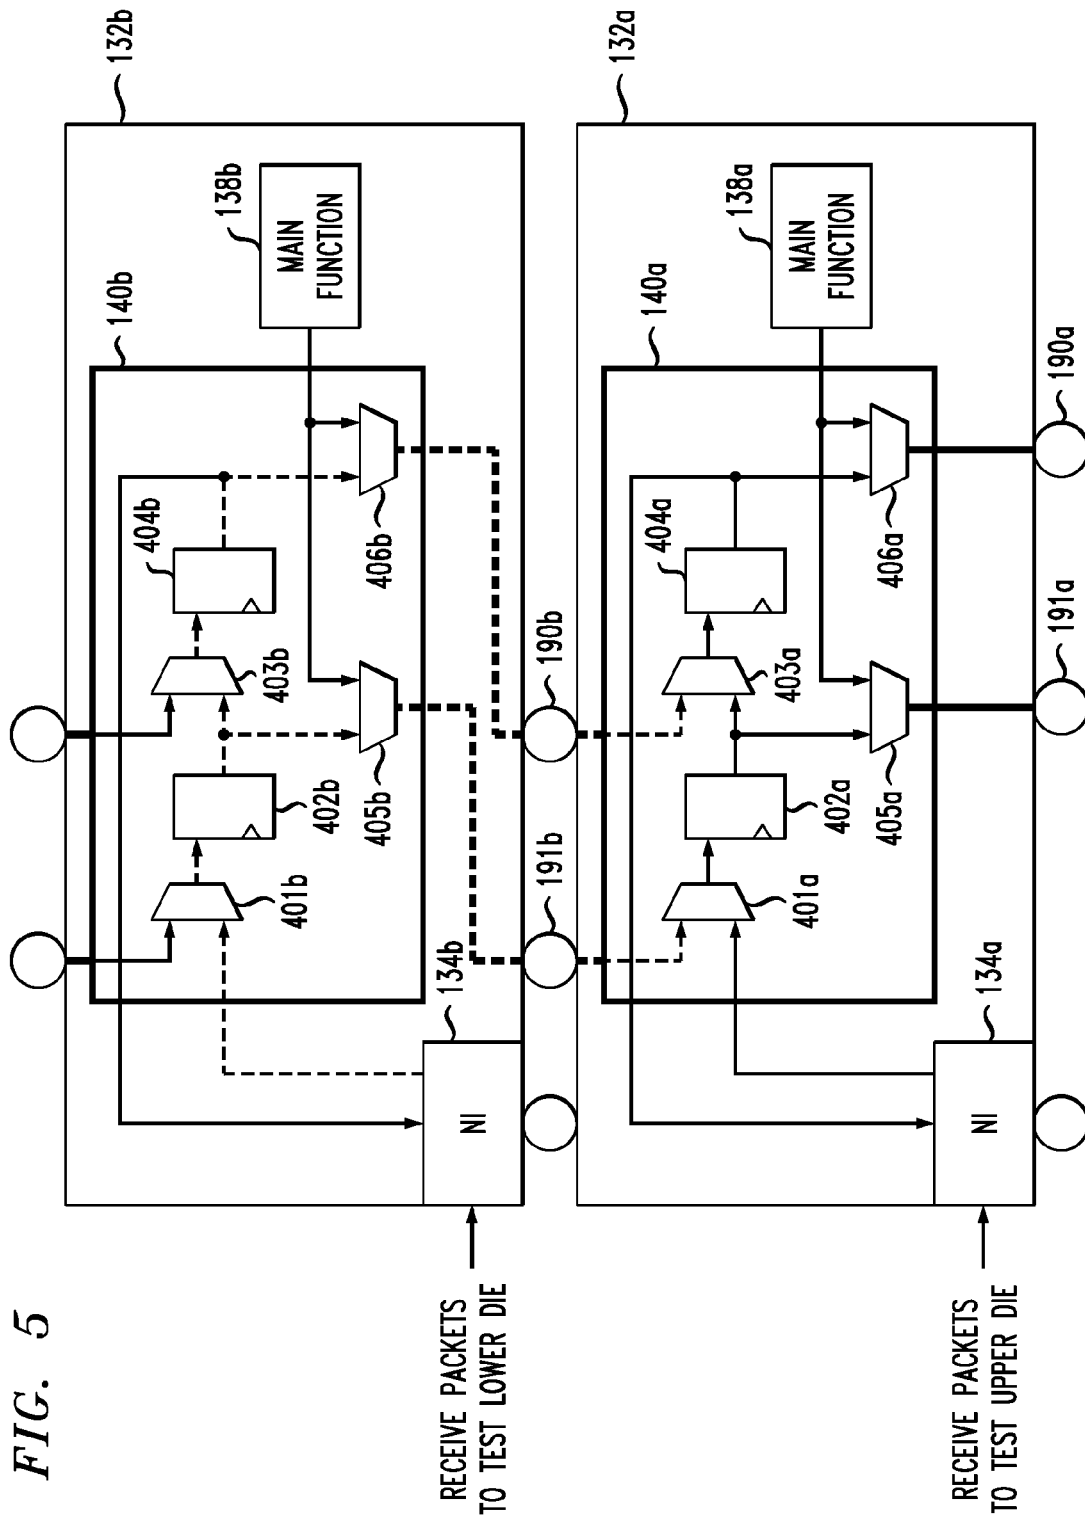 FIG. 5
132b
140b
138b
MAIN
FUNCTION
404b
403b
402b
401b
406b
405b
134b
NI
190b
191b
RECEIVE PACKETS
TO TEST LOWER DIE
132a
140a
138a
MAIN
FUNCTION
404a
403a
402a
401a
406a
405a
134a
NI
190a
191a
RECEIVE PACKETS
TO TEST UPPER DIE